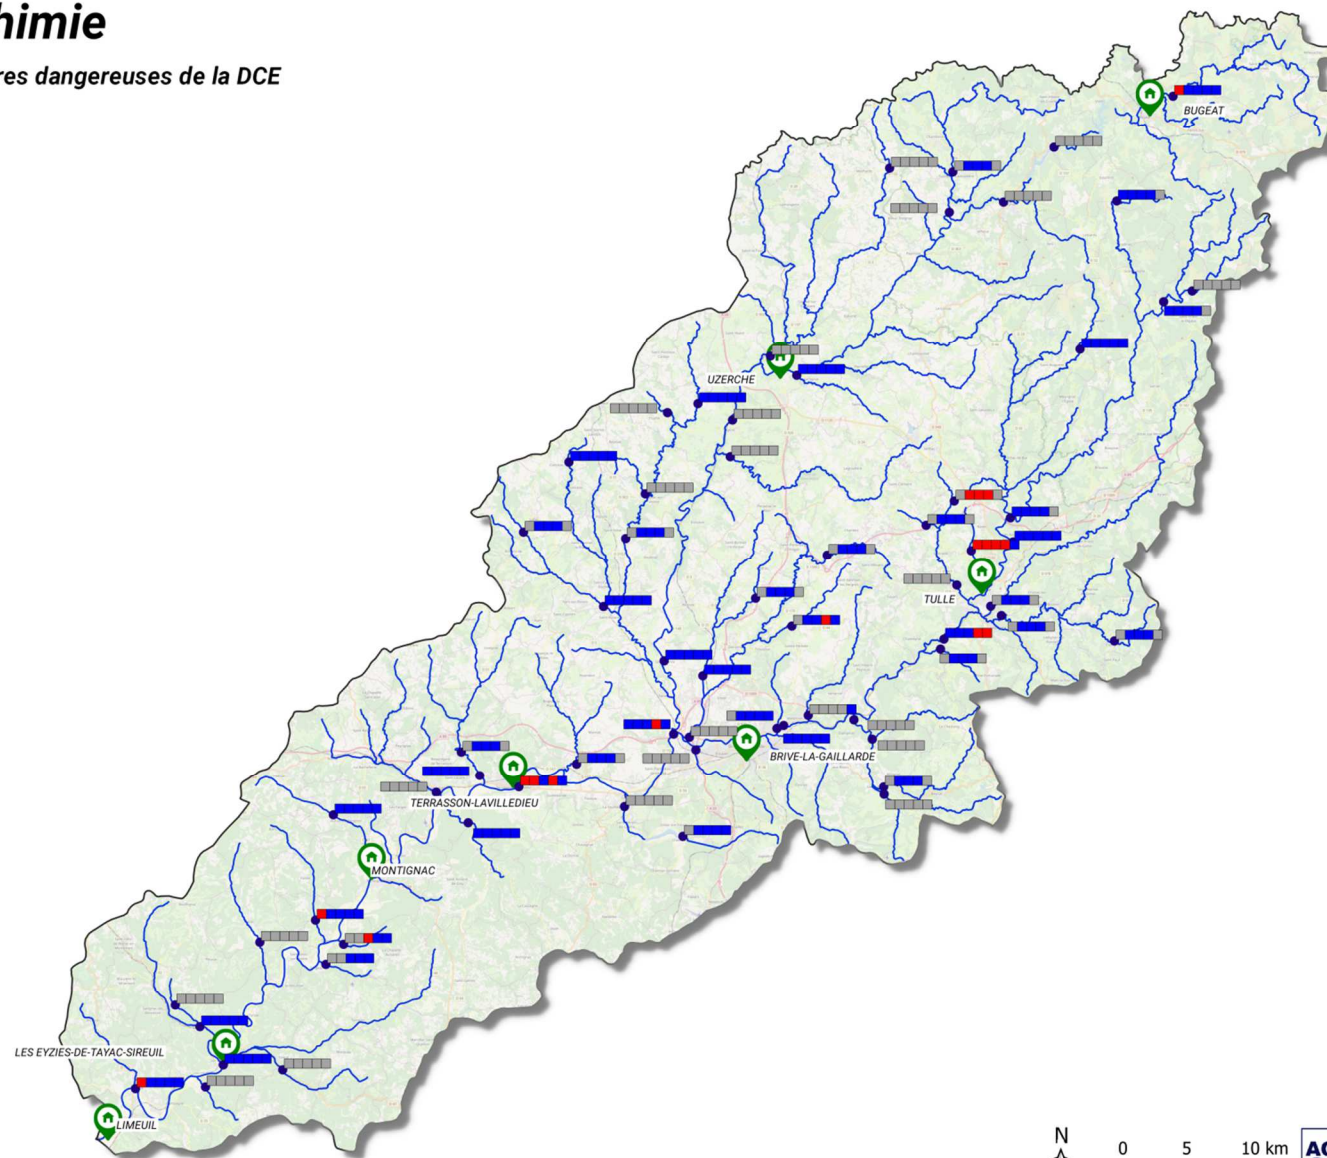 himie
res dangereuses de la DCE
BUGEAT
UZERCHE
TULLE
BRIVE-LA-GAILLARDE
TERRASSON-LAVILLEDIEU
MONTIGNAC
LES EYZIES-DE-TAYAC-SIREUIL
LIMEUIL
N
0 5 10 km